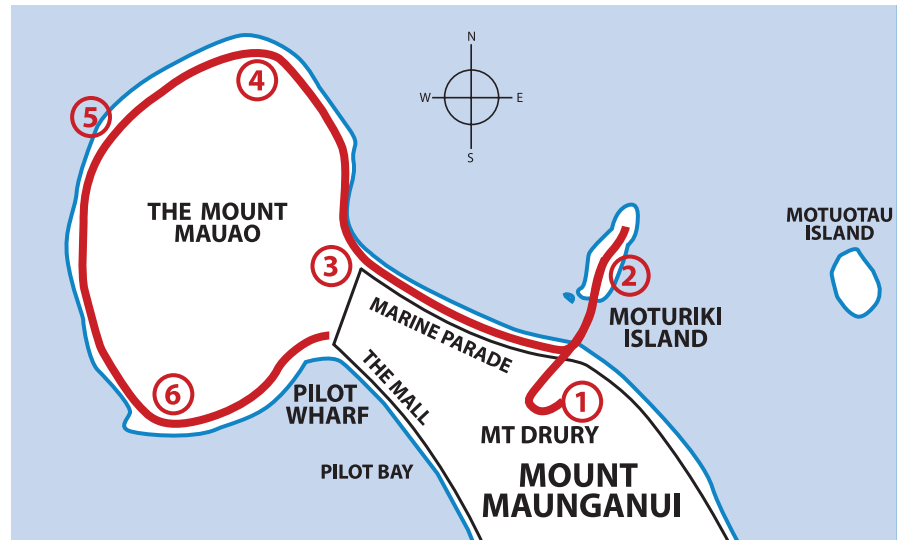 N
W
E
S
4
5
THE MOUNT
MAUAO
MOTUOTAU
ISLAND
3
2
MARINE PARADE
MOTURIKI
ISLAND
THE MALL
6
PILOT
WHARF
1
MT DRURY
PILOT BAY
MOUNT
MAUNGANUI